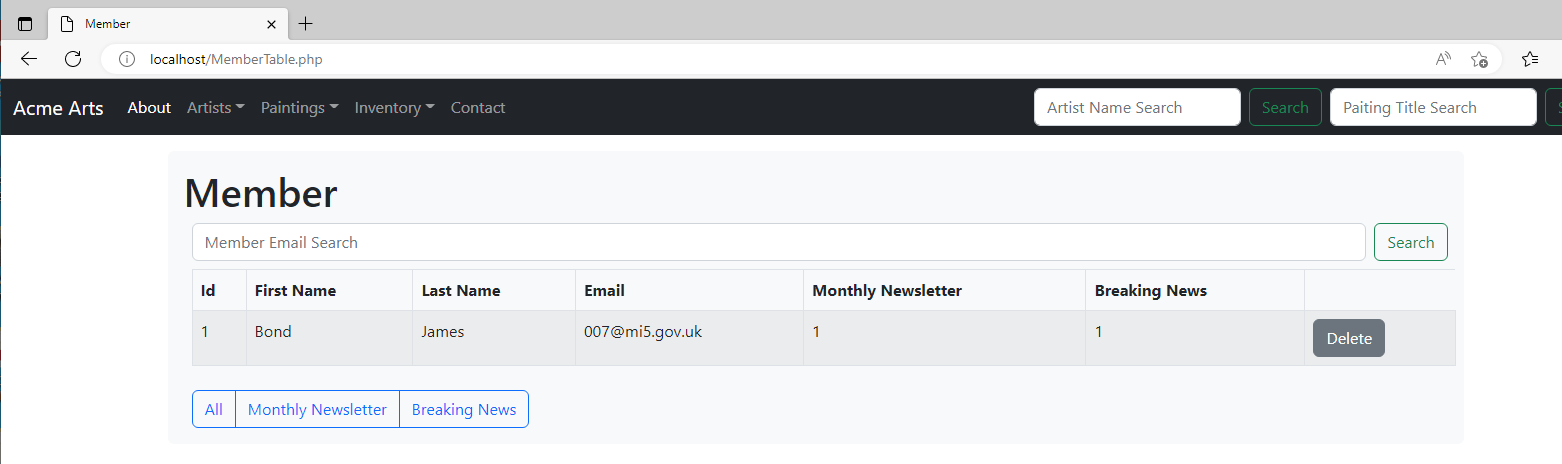 Member
localhost/MemberTable.php
Acme Arts About Artists Paintings Inventory Contact Artist Name Search Search Paiting Title Search
Member
Member Email Search Search
Id First Name Last Name Email Monthly Newsletter Breaking News
1 Bond James 007@mi5.gov.uk 1 1 Delete
All Monthly Newsletter Breaking News